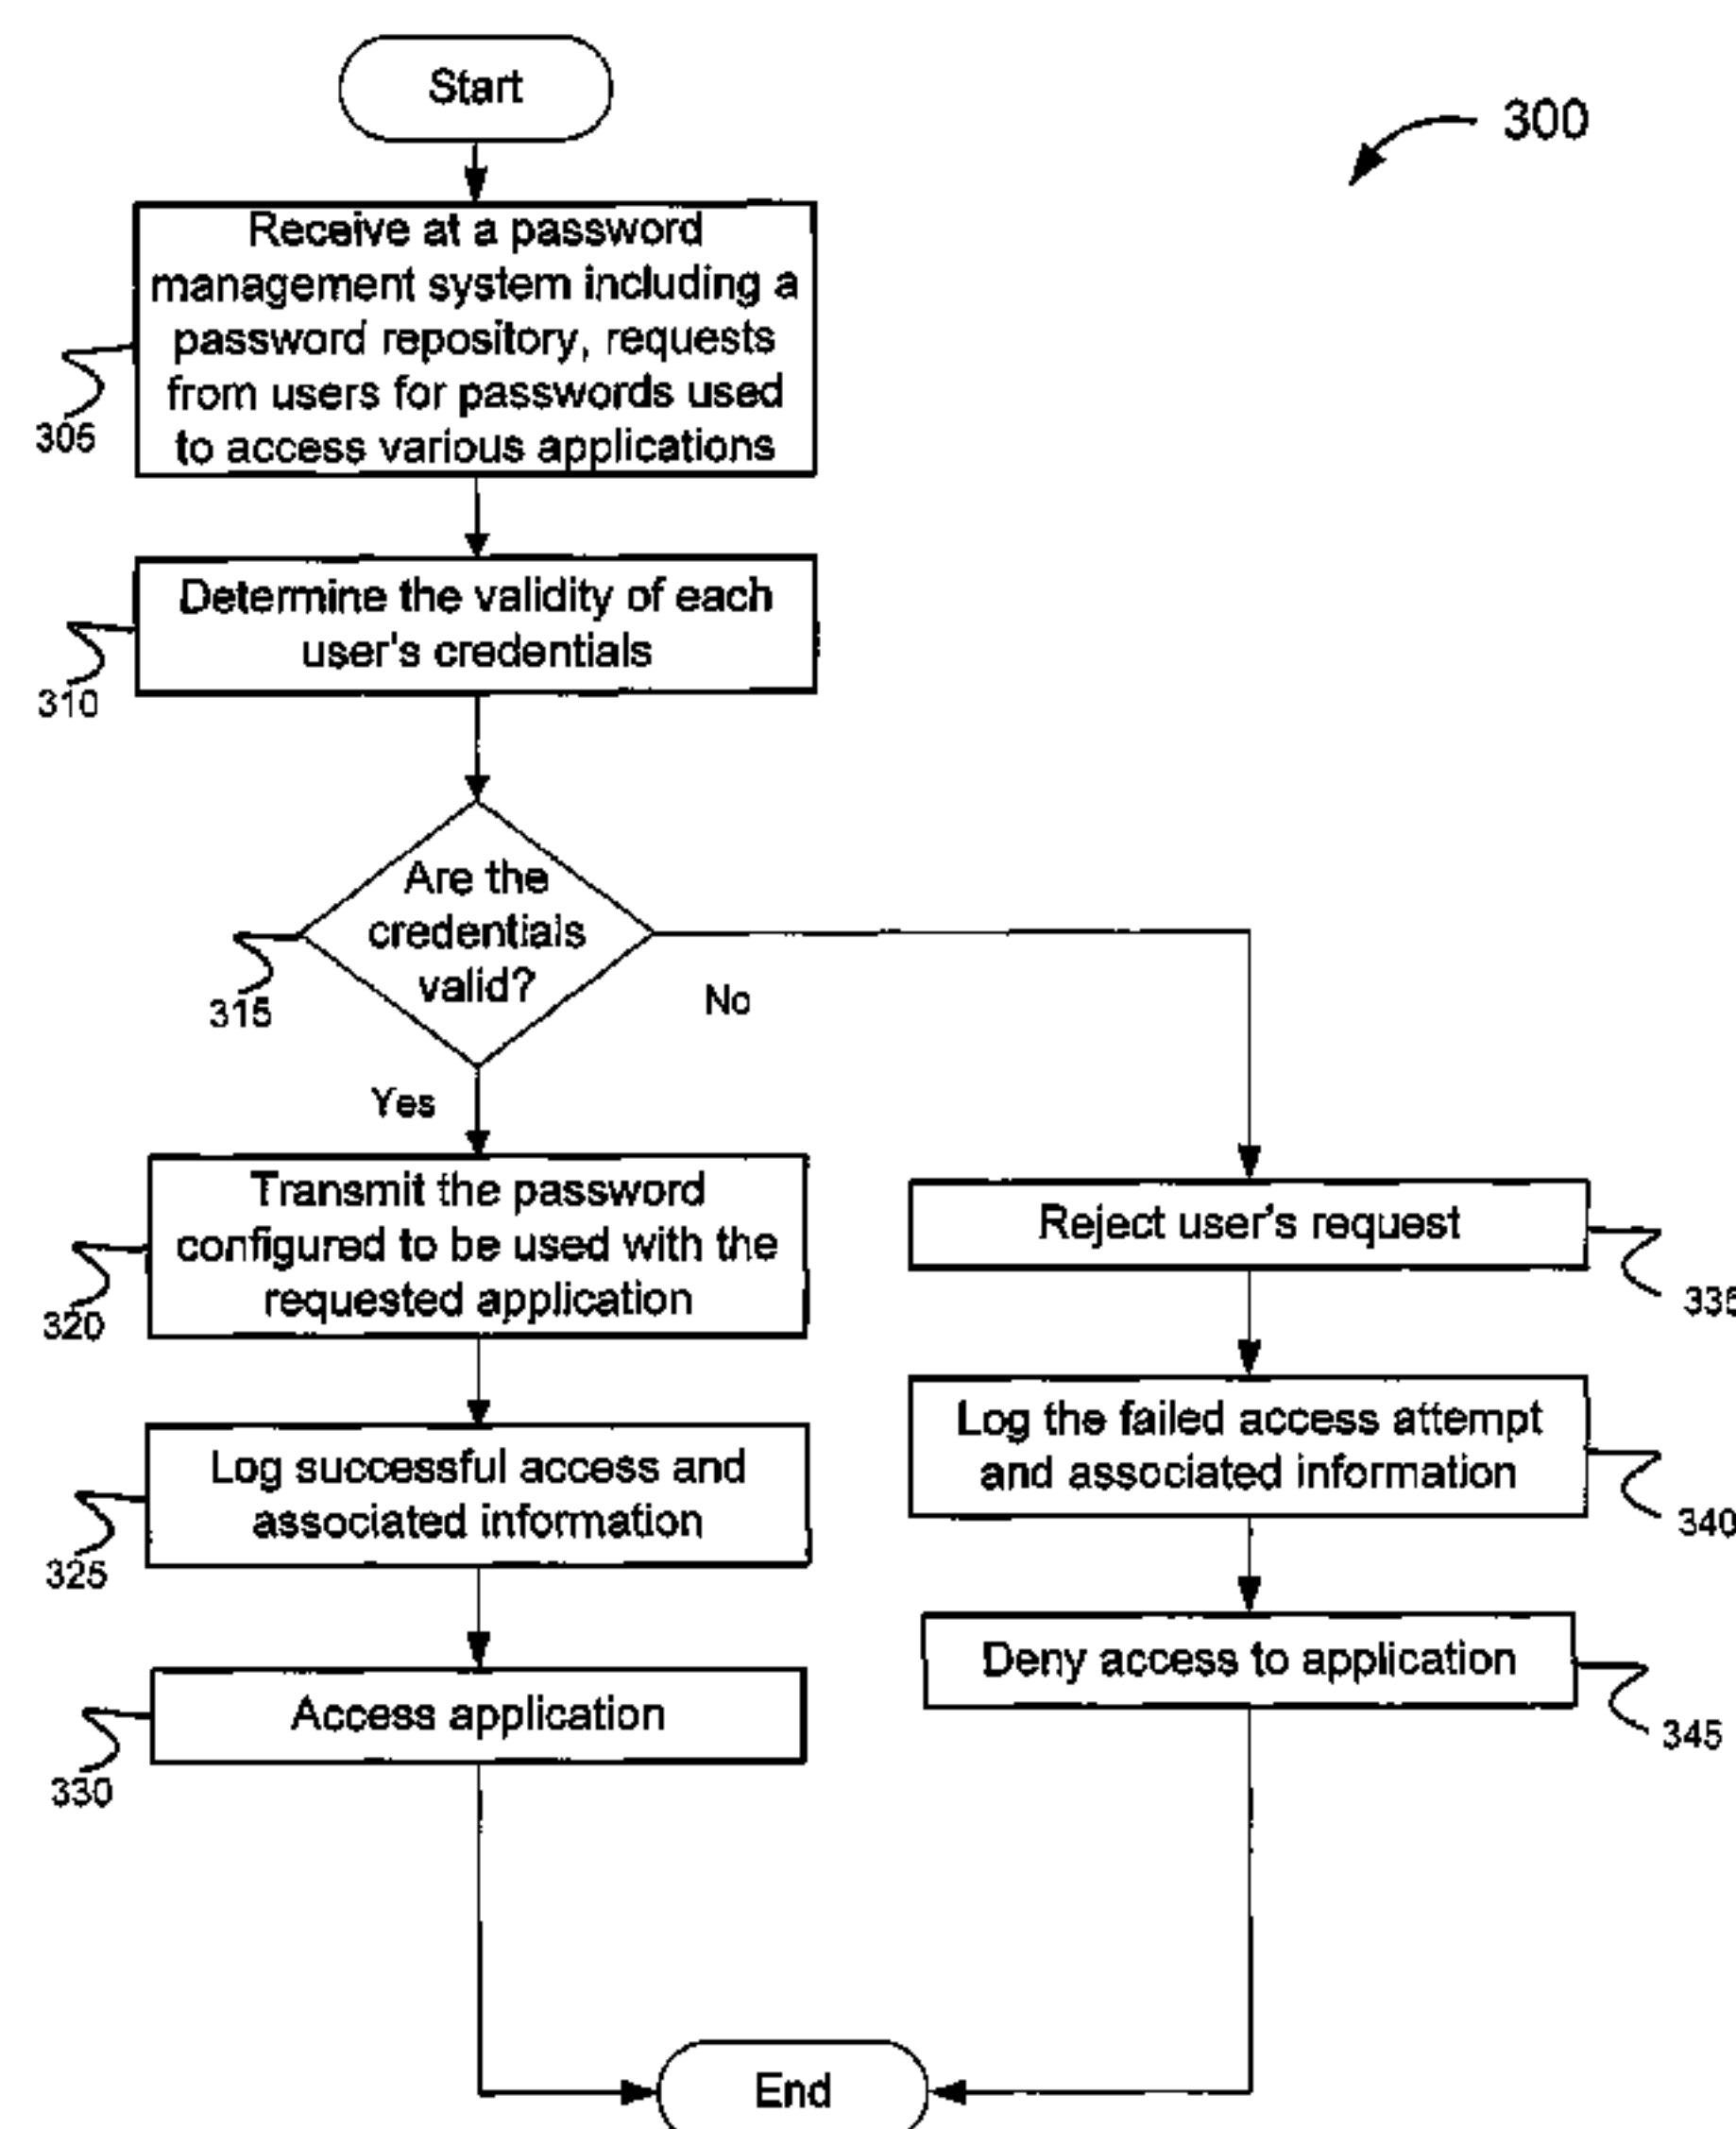 Start
300
Receive at a password
management system including a
password repository, requests
from users for passwords used
to access various applications
305
Determine the validity of each
user's credentials
310
Are the
credentials
valid?
315
No
Yes
Transmit the password
configured to be used with the
requested application
320
Reject user's request
335
Log successful access and
associated information
325
Log the failed access attempt
and associated information
340
Access application
330
Deny access to application
345
End